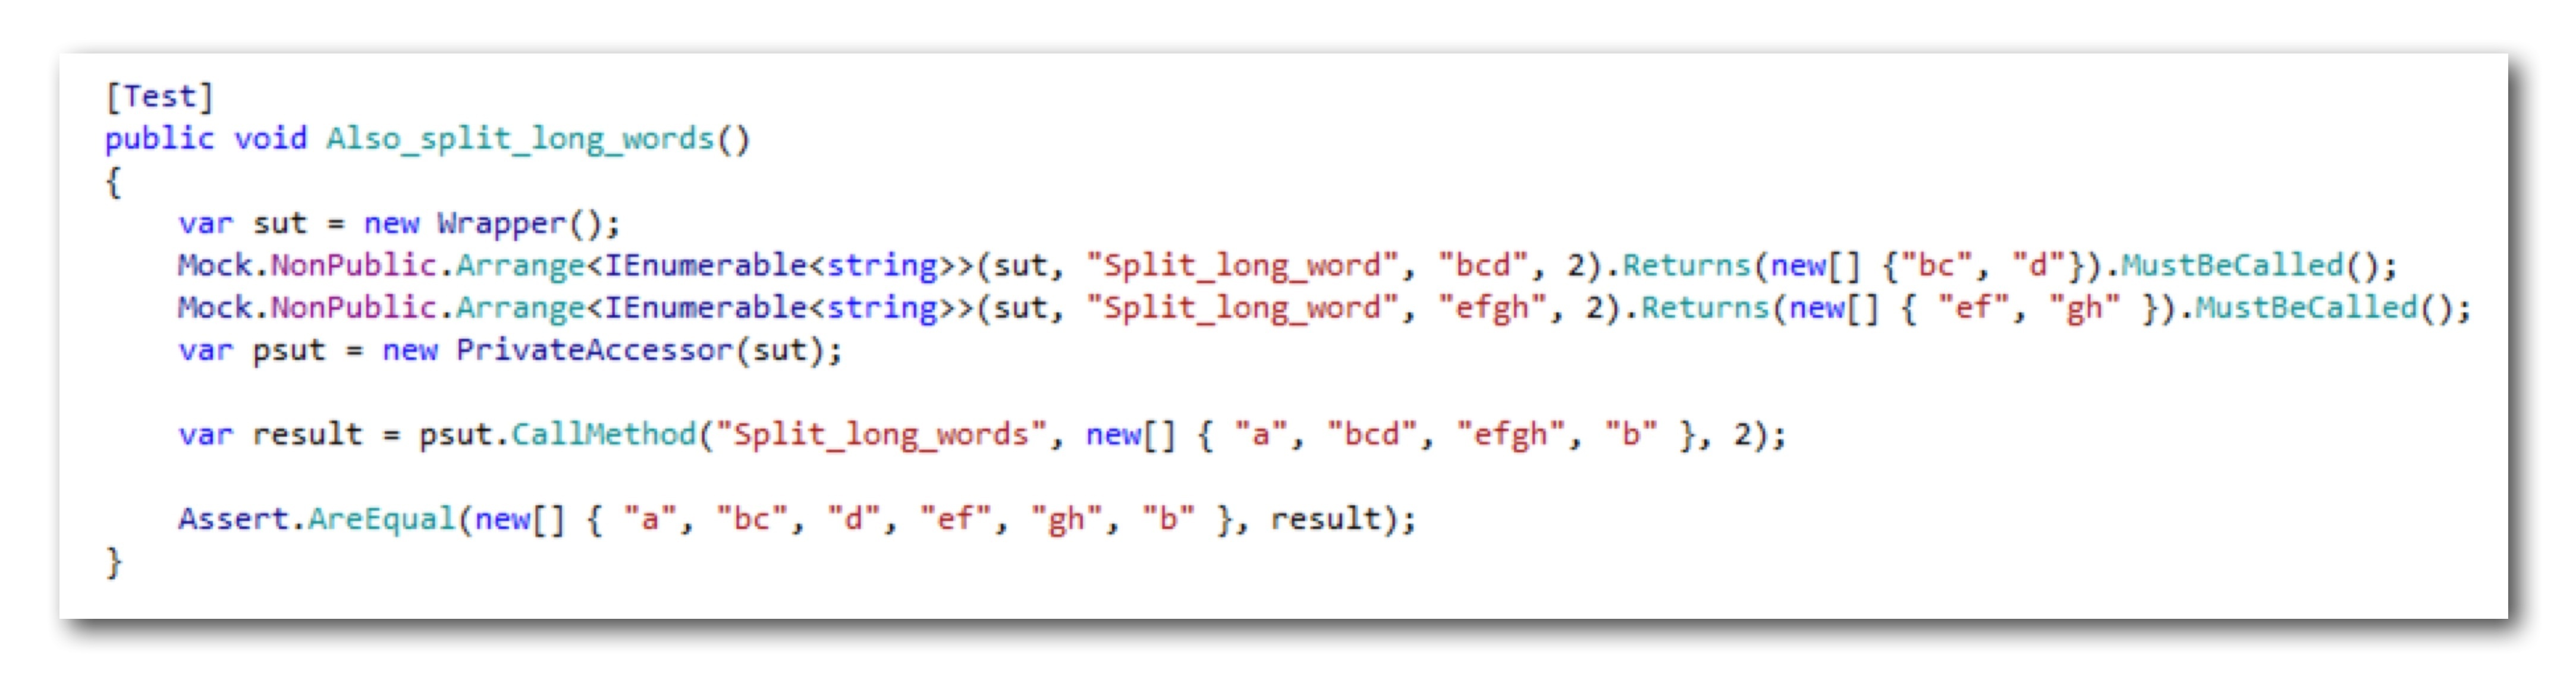 [Test]
public void Also_split_long_words()
{
var sut = new Wrapper();
Mock.NonPublic.Arrange<IEnumerable<string>>(sut, "Split_long_word", "bcd", 2).Returns(new[] {"bc", "d"}).MustBeCalled();
Mock.NonPublic.Arrange<IEnumerable<string>>(sut, "Split_long_word", "efgh", 2).Returns(new[] { "ef", "gh" }).MustBeCalled();
var psut = new PrivateAccessor(sut);
var result = psut.CallMethod("Split_long_words", new[] { "a", "bcd", "efgh", "b" }, 2);
Assert.AreEqual(new[] { "a", "bc", "d", "ef", "gh", "b" }, result);
}